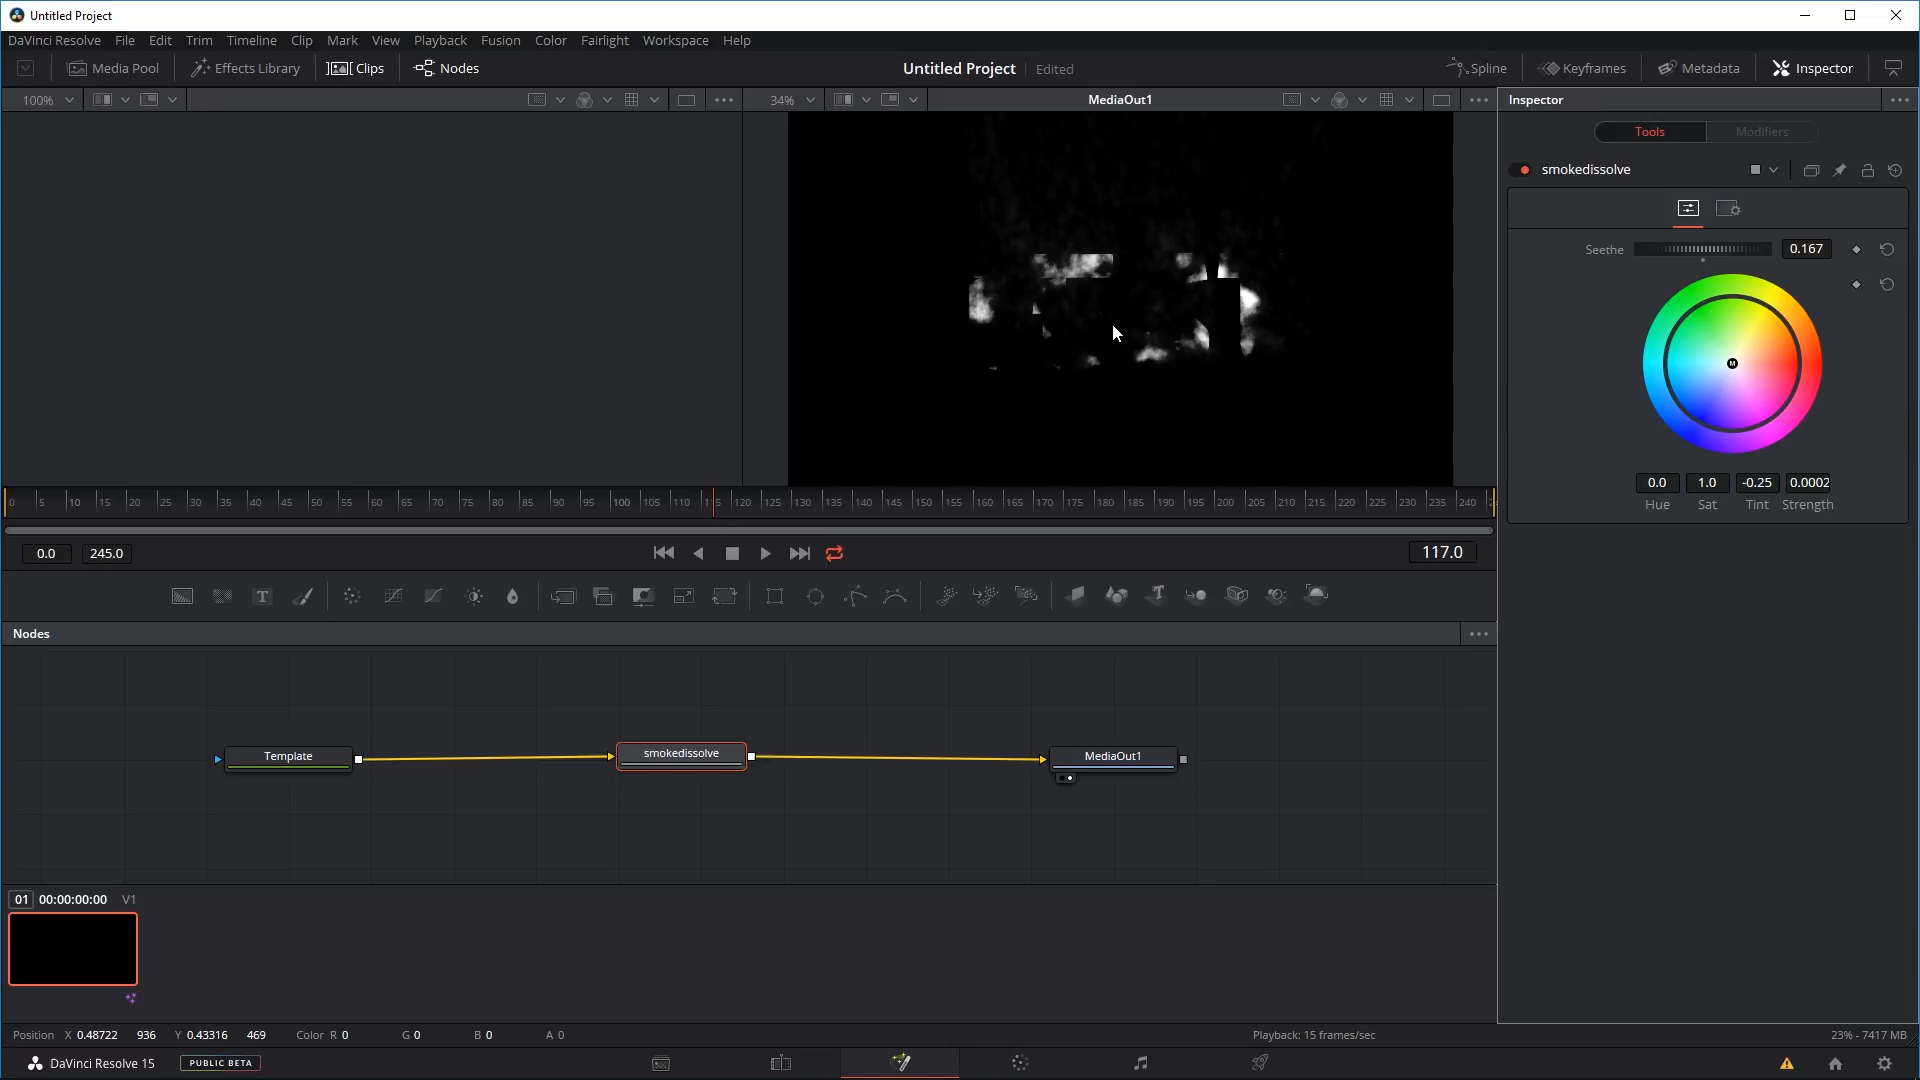 Untitled Project
DaVinci Resolve File Edit Trim Timeline Clip Mark View Playback Fusion Color Fairlight Workspace Help
Media Pool Effects Library Clips Nodes Untitled Project Edited Spline Keyframes Metadata Inspector
100% 34% MediaOut1 Inspector
Tools Modifiers
smokedissolve
Seethe 0.167
0.0 1.0 -0.25 0.0002
Hue Sat Tint Strength
0 5 10 15 20 25 30 35 40 45 50 55 60 65 70 75 80 85 90 95 100 105 110 115 120 125 130 135 140 145 150 155 160 165 170 175 180 185 190 195 200 205 210 215 220 225 230 235 240
0.0 245.0 117.0
Nodes
Template smokedissolve MediaOut1
01 00:00:00:00 V1
Position X 0.48722 936 Y 0.43316 469 Color R 0 G 0 B 0 A 0 Playback: 15 frames/sec 23% - 7417 MB
DaVinci Resolve 15 PUBLIC BETA